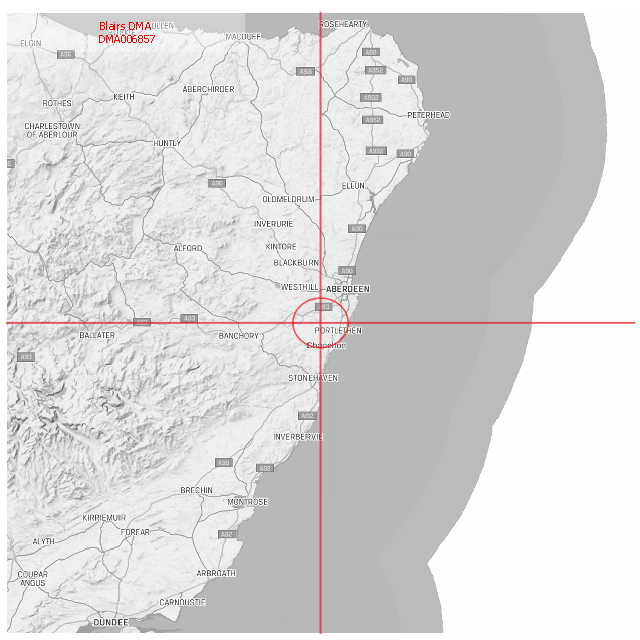 Blairs DMA
DMA006857
ROSEHEARTY
MACDUFF
ELGIN
A96
A90
A98
A952
A90
ABERCHIRDER
KEITH
A952
ROTHES
PETERHEAD
A952
CHARLESTOWN
OF ABERLOUR
HUNTLY
A952
A90
A96
ELLON
OLDMELDRUM
INVERURIE
A90
KINTORE
ALFORD
BLACKBURN
A90
WESTHILL
ABERDEEN
A93
A93
A93
PORTLETHEN
BALLATER
BANCHORY
A93
STONEHAVEN
A92
INVERBERVIE
A90
A92
BRECHIN
MONTROSE
KIRRIEMUIR
FORFAR
A92
ALYTH
COUPAR
ANGUS
ARBROATH
CARNOUSTIE
DUNDEE